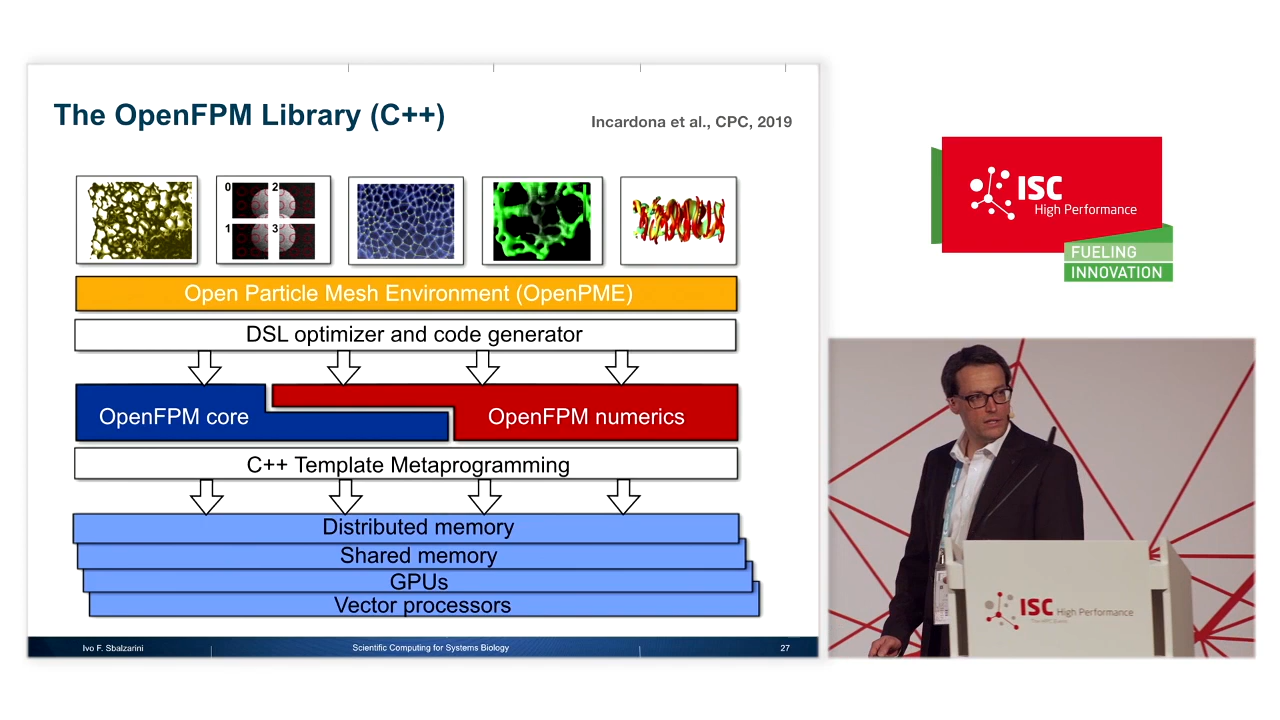 The OpenFPM Library (C++)
Incardona et al., CPC, 2019
0 2
1 3
Open Particle Mesh Environment (OpenPME)
DSL optimizer and code generator
OpenFPM core
OpenFPM numerics
C++ Template Metaprogramming
Distributed memory
Shared memory
GPUs
Vector processors
Ivo F. Sbalzarini
Scientific Computing for Systems Biology
27
ISC
High Performance
FUELING
INNOVATION
ISC High Performance